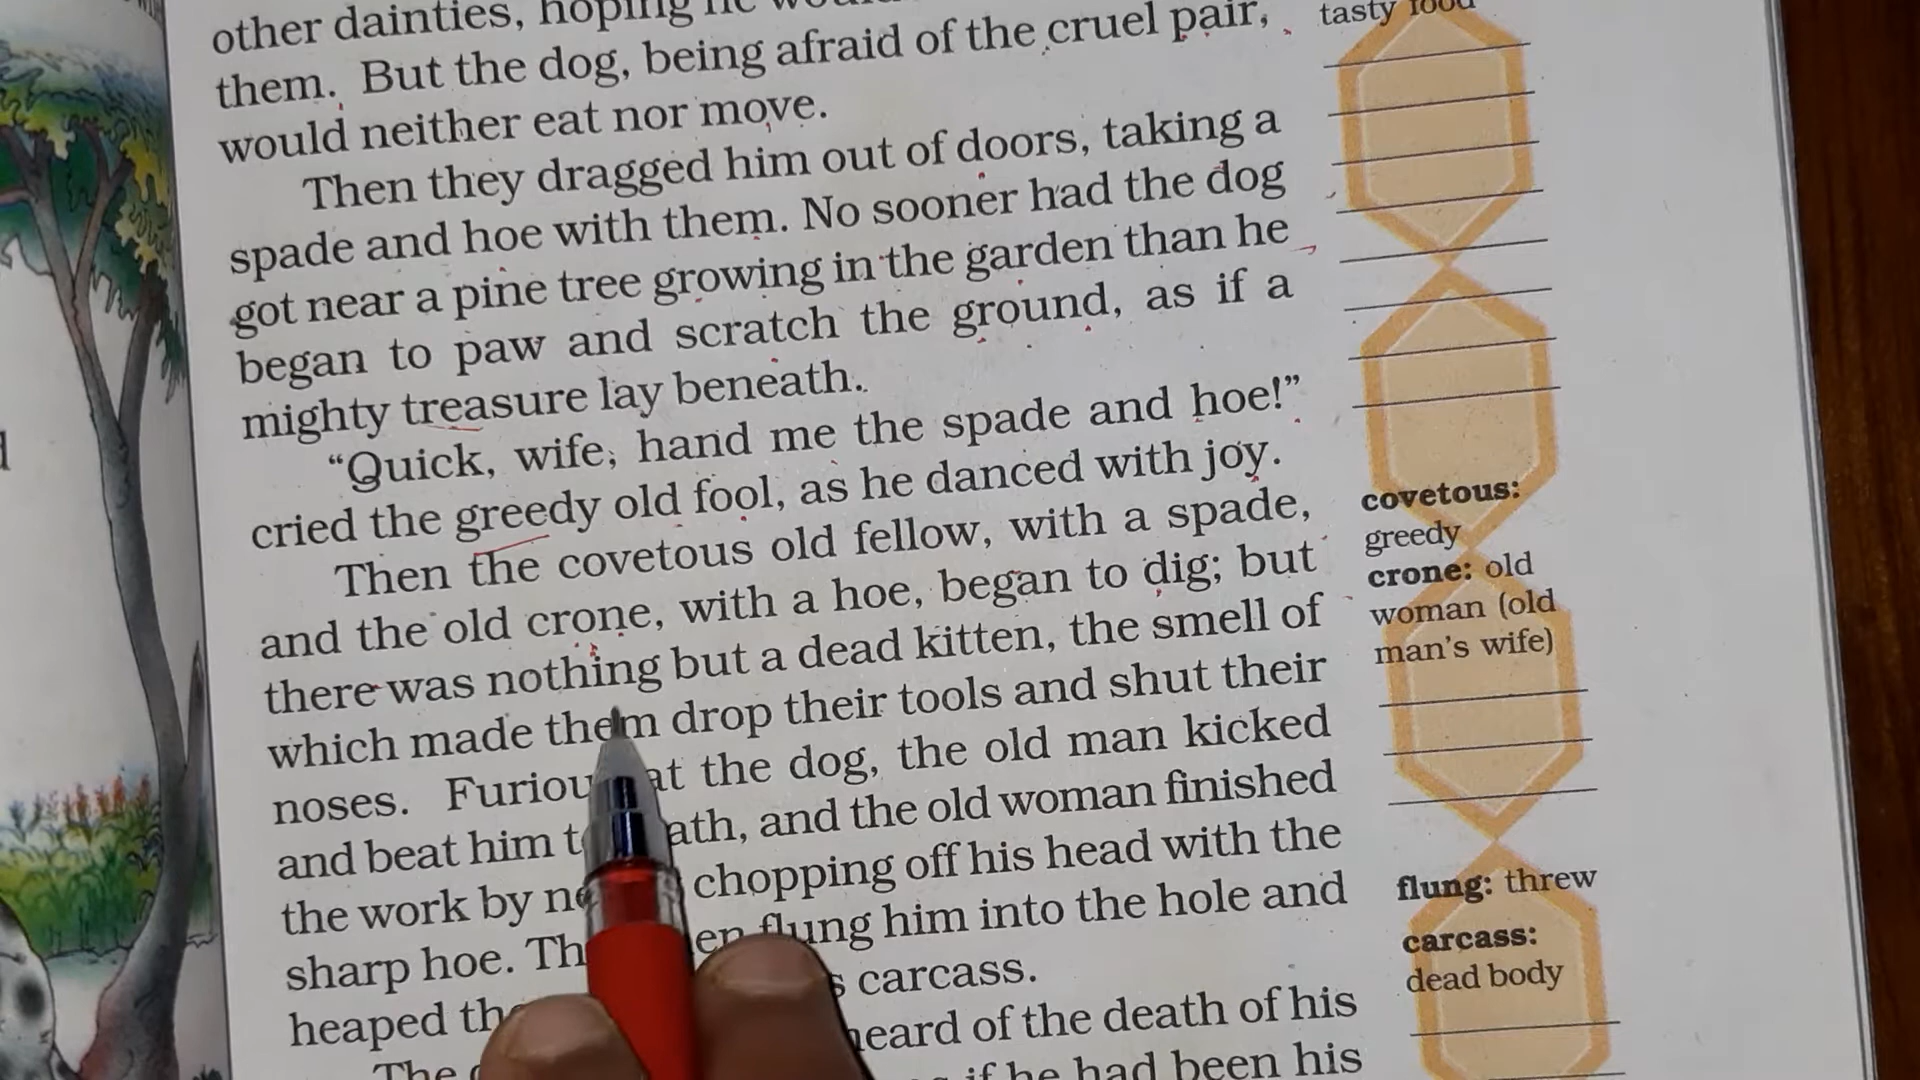 other dainties, hoping he
them. But the dog, being afraid of the cruel pair,
would neither eat nor move.
Then they dragged him out of doors, taking a
spade and hoe with them. No sooner had the dog
got near a pine tree growing in the garden than he
began to paw and scratch the ground, as if a
mighty treasure lay beneath.
“Quick, wife, hand me the spade and hoe!”
cried the greedy old fool, as he danced with joy.
Then the covetous old fellow, with a spade,
and the old crone, with a hoe, began to dig; but
there was nothing but a dead kitten, the smell of
which made them drop their tools and shut their
noses. Furiou at the dog, the old man kicked
and beat him ath, and the old woman finished
the work by chopping off his head with the
sharp hoe. Th en flung him into the hole and
heaped th s carcass.
The heard of the death of his
if he had been his
tasty food
covetous:
greedy
crone: old
woman (old
man's wife)
flung: threw
carcass:
dead body